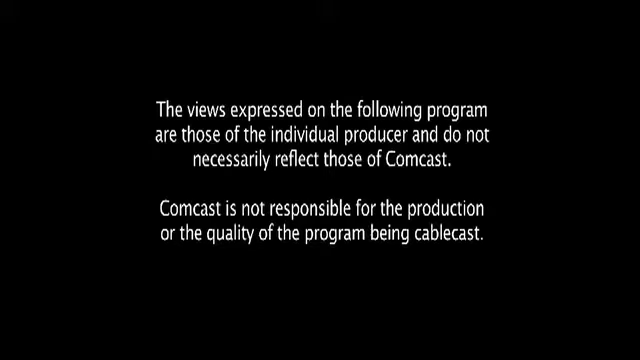 The views expressed on the following program
are those of the individual producer and do not
necessarily reflect those of Comcast.
Comcast is not responsible for the production
or the quality of the program being cablecast.